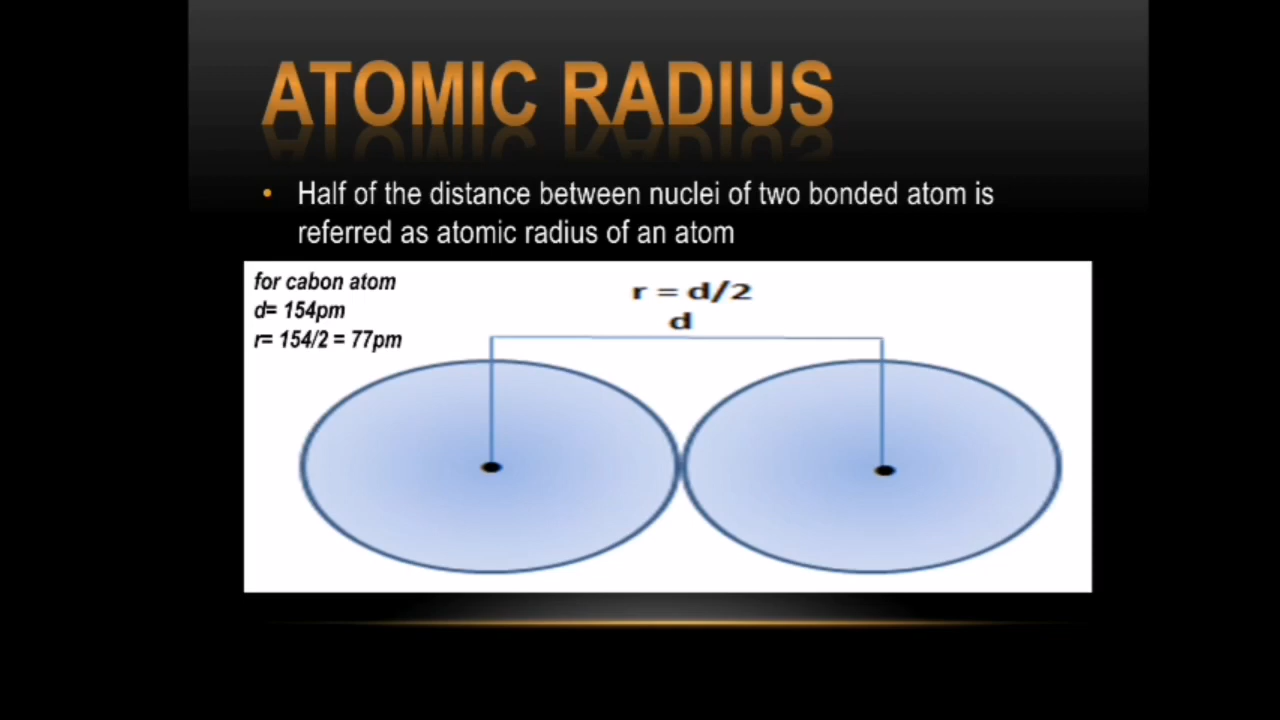 ATOMIC RADIUS
• Half of the distance between nuclei of two bonded atom is
referred as atomic radius of an atom
for cabon atom
d= 154pm
r= 154/2 = 77pm
r = d/2
d